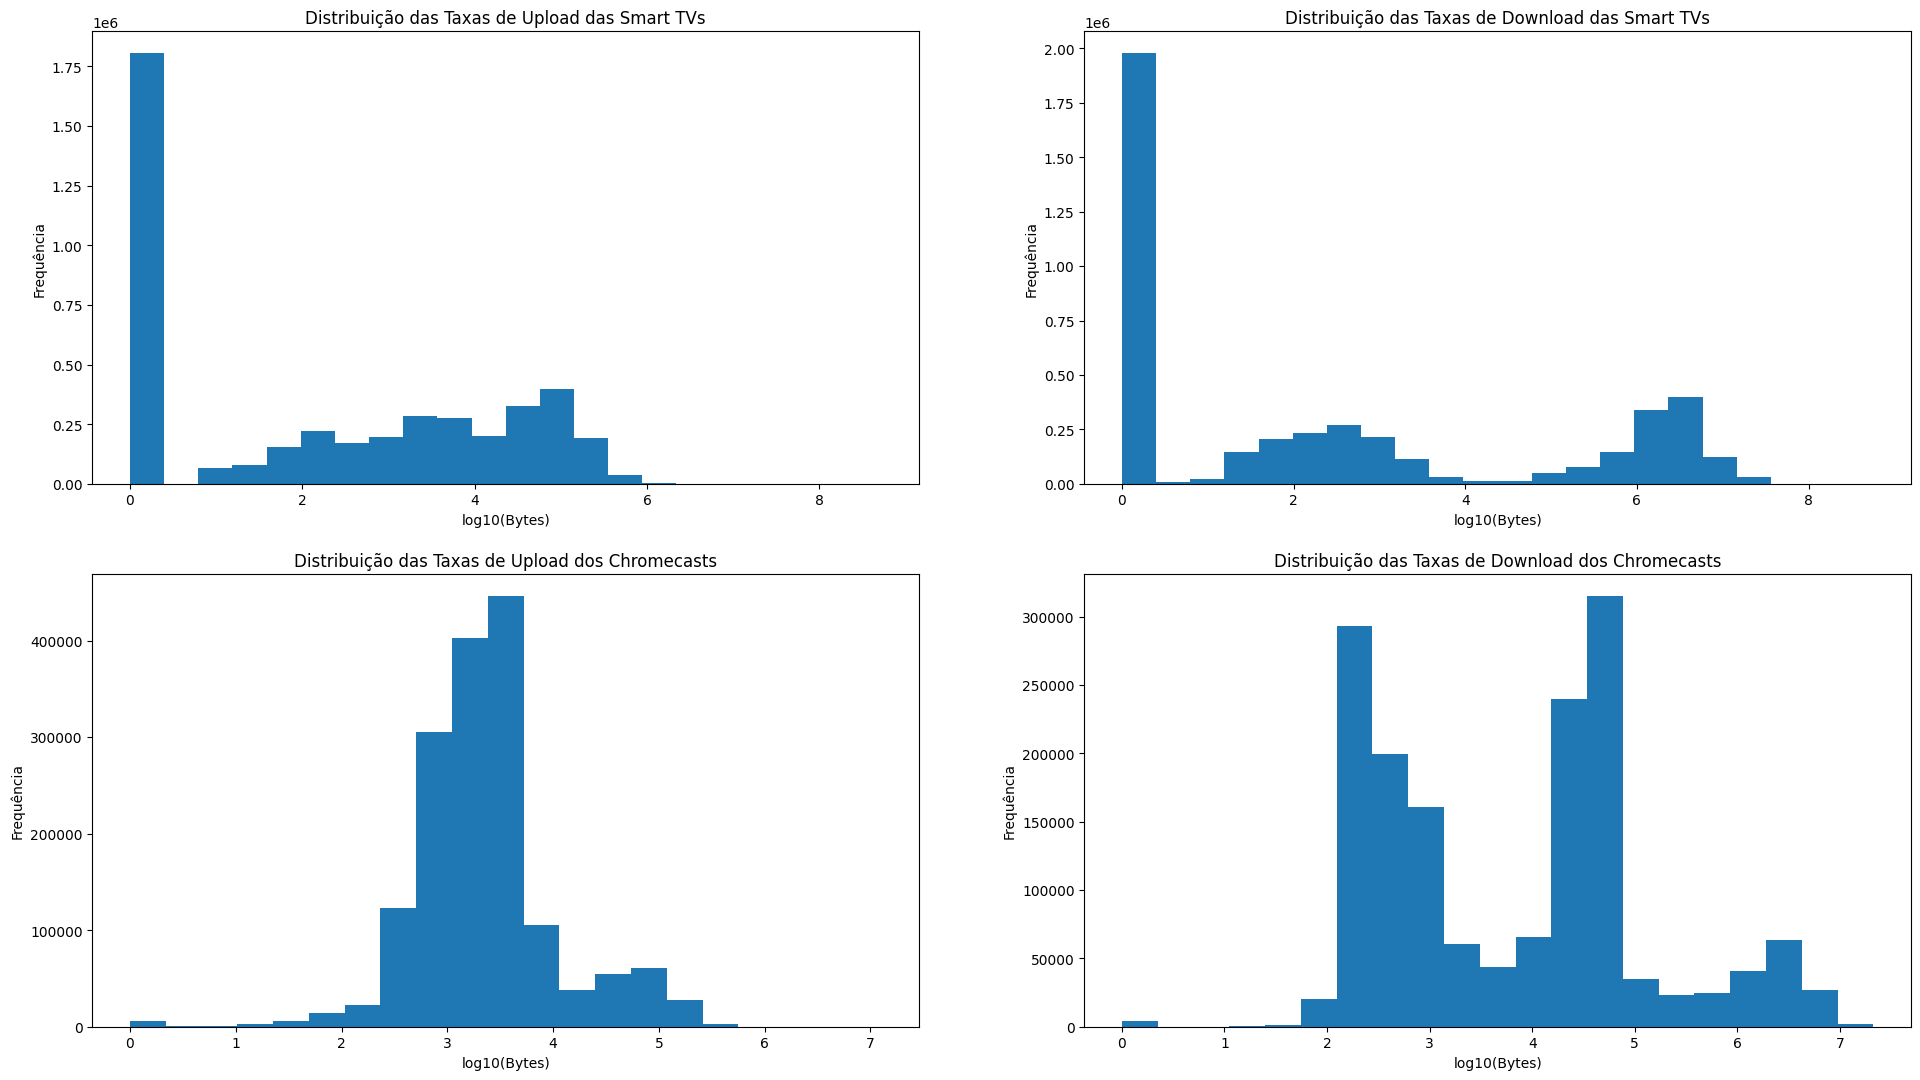 Distribuição das Taxas de Upload das Smart TVs
1e6
1.75
1.50
1.25
1.00
0.75
0.50
0.25
0.00
Frequência
0 2 4 6 8
log10(Bytes)
Distribuição das Taxas de Download das Smart TVs
1e6
2.00
1.75
1.50
1.25
1.00
0.75
0.50
0.25
0.00
Frequência
0 2 4 6 8
log10(Bytes)
Distribuição das Taxas de Upload dos Chromecasts
400000
300000
200000
100000
0
Frequência
0 1 2 3 4 5 6 7
log10(Bytes)
Distribuição das Taxas de Download dos Chromecasts
300000
250000
200000
150000
100000
50000
0
Frequência
0 1 2 3 4 5 6 7
log10(Bytes)